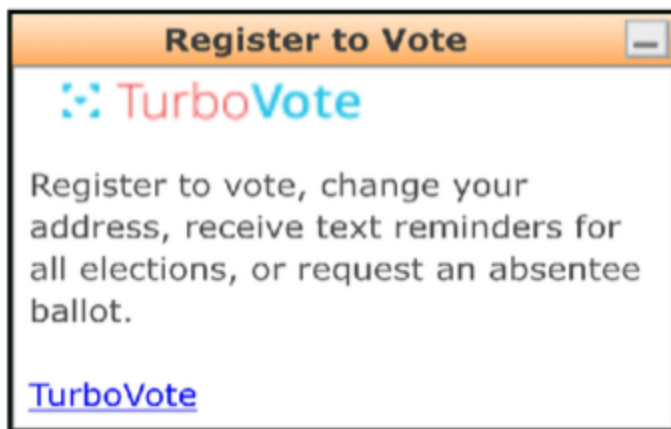 Register to Vote
TurboVote
Register to vote, change your
address, receive text reminders for
all elections, or request an absentee
ballot.
TurboVote